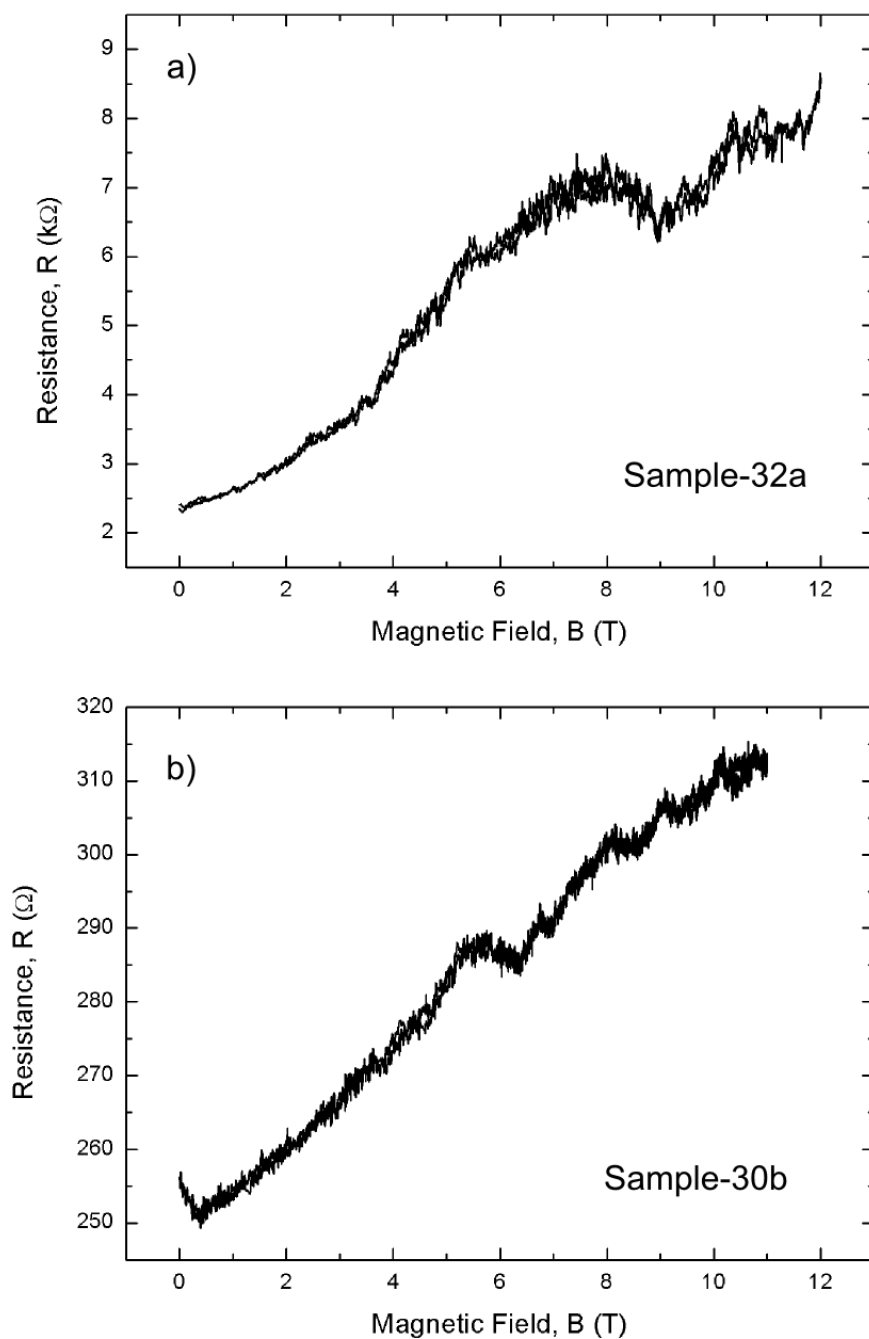 a)
9
8
7
6
5
4
3
2
Resistance, R (kΩ)
Sample-32a
0 2 4 6 8 10 12
Magnetic Field, B (T)
b)
320
310
300
290
280
270
260
250
Resistance, R (Ω)
Sample-30b
0 2 4 6 8 10 12
Magnetic Field, B (T)